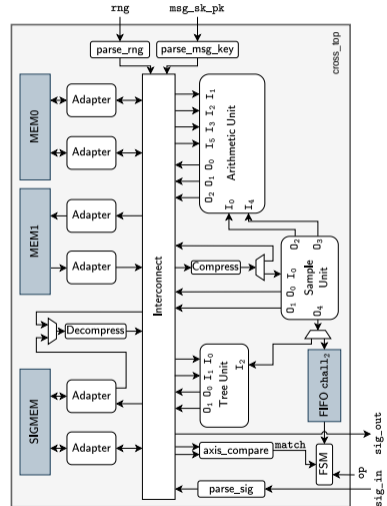 rng
msg_sk_pk
parse_rng
parse_msg_key
cross_top
MEM0
Adapter
Adapter
MEM1
Adapter
Adapter
Interconnect
I1
I2
I3
I5
O0
O1
O2
I0
I4
Arithmetic Unit
Compress
O2
O3
I0
O0
O1
O4
Sample
Unit
Decompress
SIGMEM
Adapter
Adapter
I0
I1
O0
O1
I2
Tree Unit
FIFO chall2
sig_out
axis_compare
match
FSM
op
parse_sig
sig_in